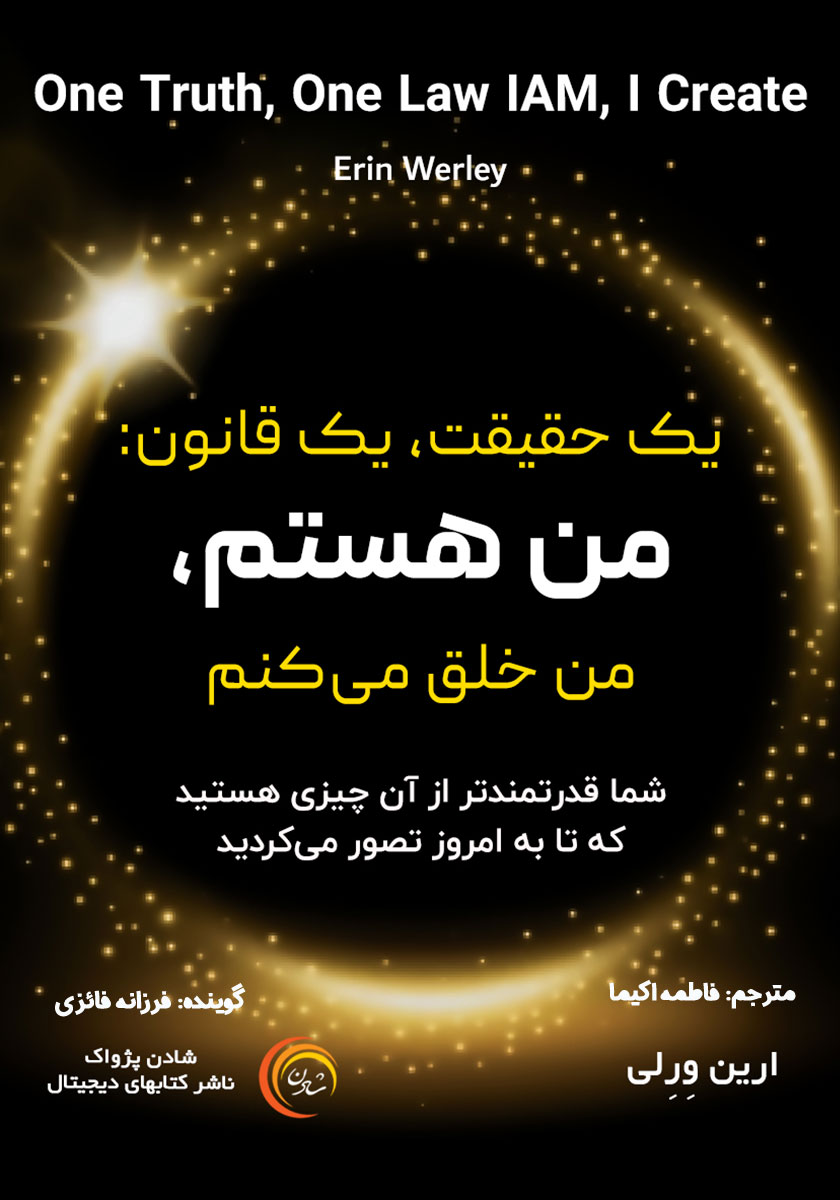 One Truth, One Law IAM, I Create
Erin Werley
یک حقیقت، یک قانون:
من هستم،
من خلق می‌کنم
شما قدرتمندتر از آن چیزی هستید
که تا به امروز تصور می‌کردید
مترجم: فاطمه اکیما
گوینده: فرزانه فائزی
ارین وِرِلی
شادن پژواک
ناشر کتابهای دیجیتال
شادن